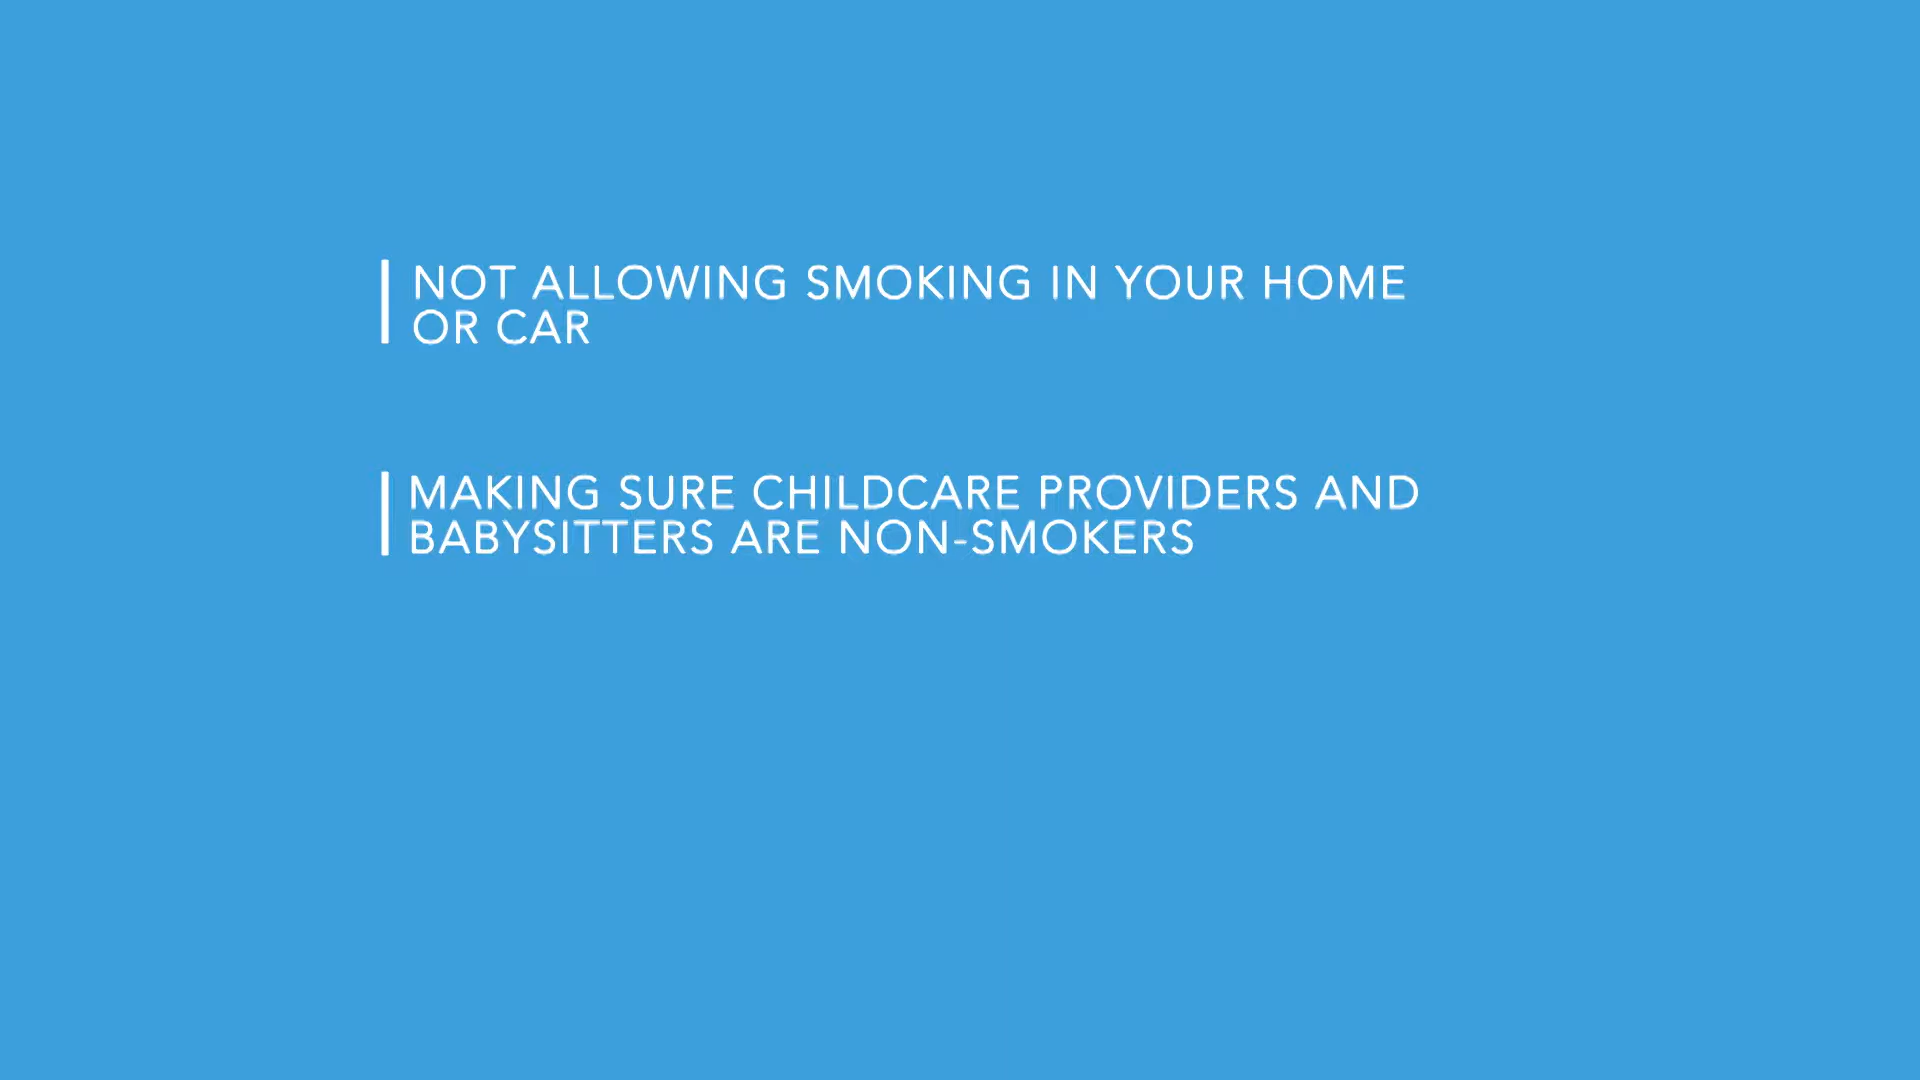 NOT ALLOWING SMOKING IN YOUR HOME
OR CAR
MAKING SURE CHILDCARE PROVIDERS AND
BABYSITTERS ARE NON-SMOKERS